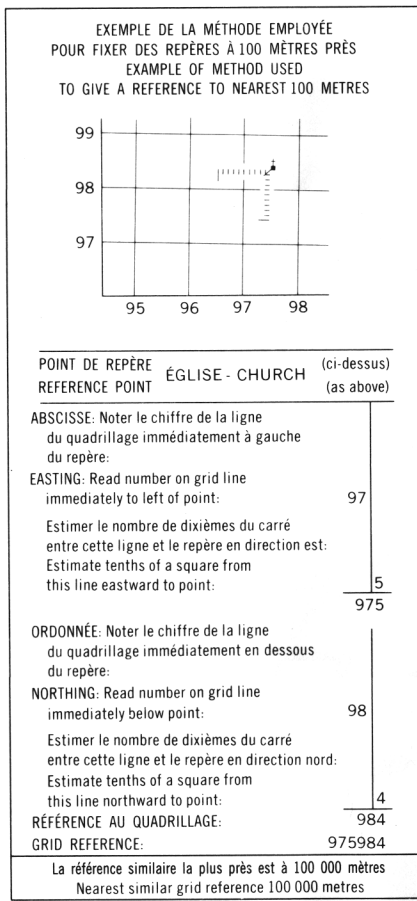 EXEMPLE DE LA MÉTHODE EMPLOYÉE
POUR FIXER DES REPÈRES À 100 MÈTRES PRÈS
EXAMPLE OF METHOD USED
TO GIVE A REFERENCE TO NEAREST 100 METRES
99
98
97
95 96 97 98
POINT DE REPÈRE
REFERENCE POINT
ÉGLISE - CHURCH
(ci-dessus)
(as above)
ABSCISSE: Noter le chiffre de la ligne
du quadrillage immédiatement à gauche
du repère:
EASTING: Read number on grid line
immediately to left of point: 97
Estimer le nombre de dixièmes du carré
entre cette ligne et le repère en direction est:
Estimate tenths of a square from
this line eastward to point: 5
975
ORDONNÉE: Noter le chiffre de la ligne
du quadrillage immédiatement en dessous
du repère:
NORTHING: Read number on grid line
immediately below point: 98
Estimer le nombre de dixièmes du carré
entre cette ligne et le repère en direction nord:
Estimate tenths of a square from
this line northward to point: 4
RÉFÉRENCE AU QUADRILLAGE: 984
GRID REFERENCE: 975984
La référence similaire la plus près est à 100 000 mètres
Nearest similar grid reference 100 000 metres